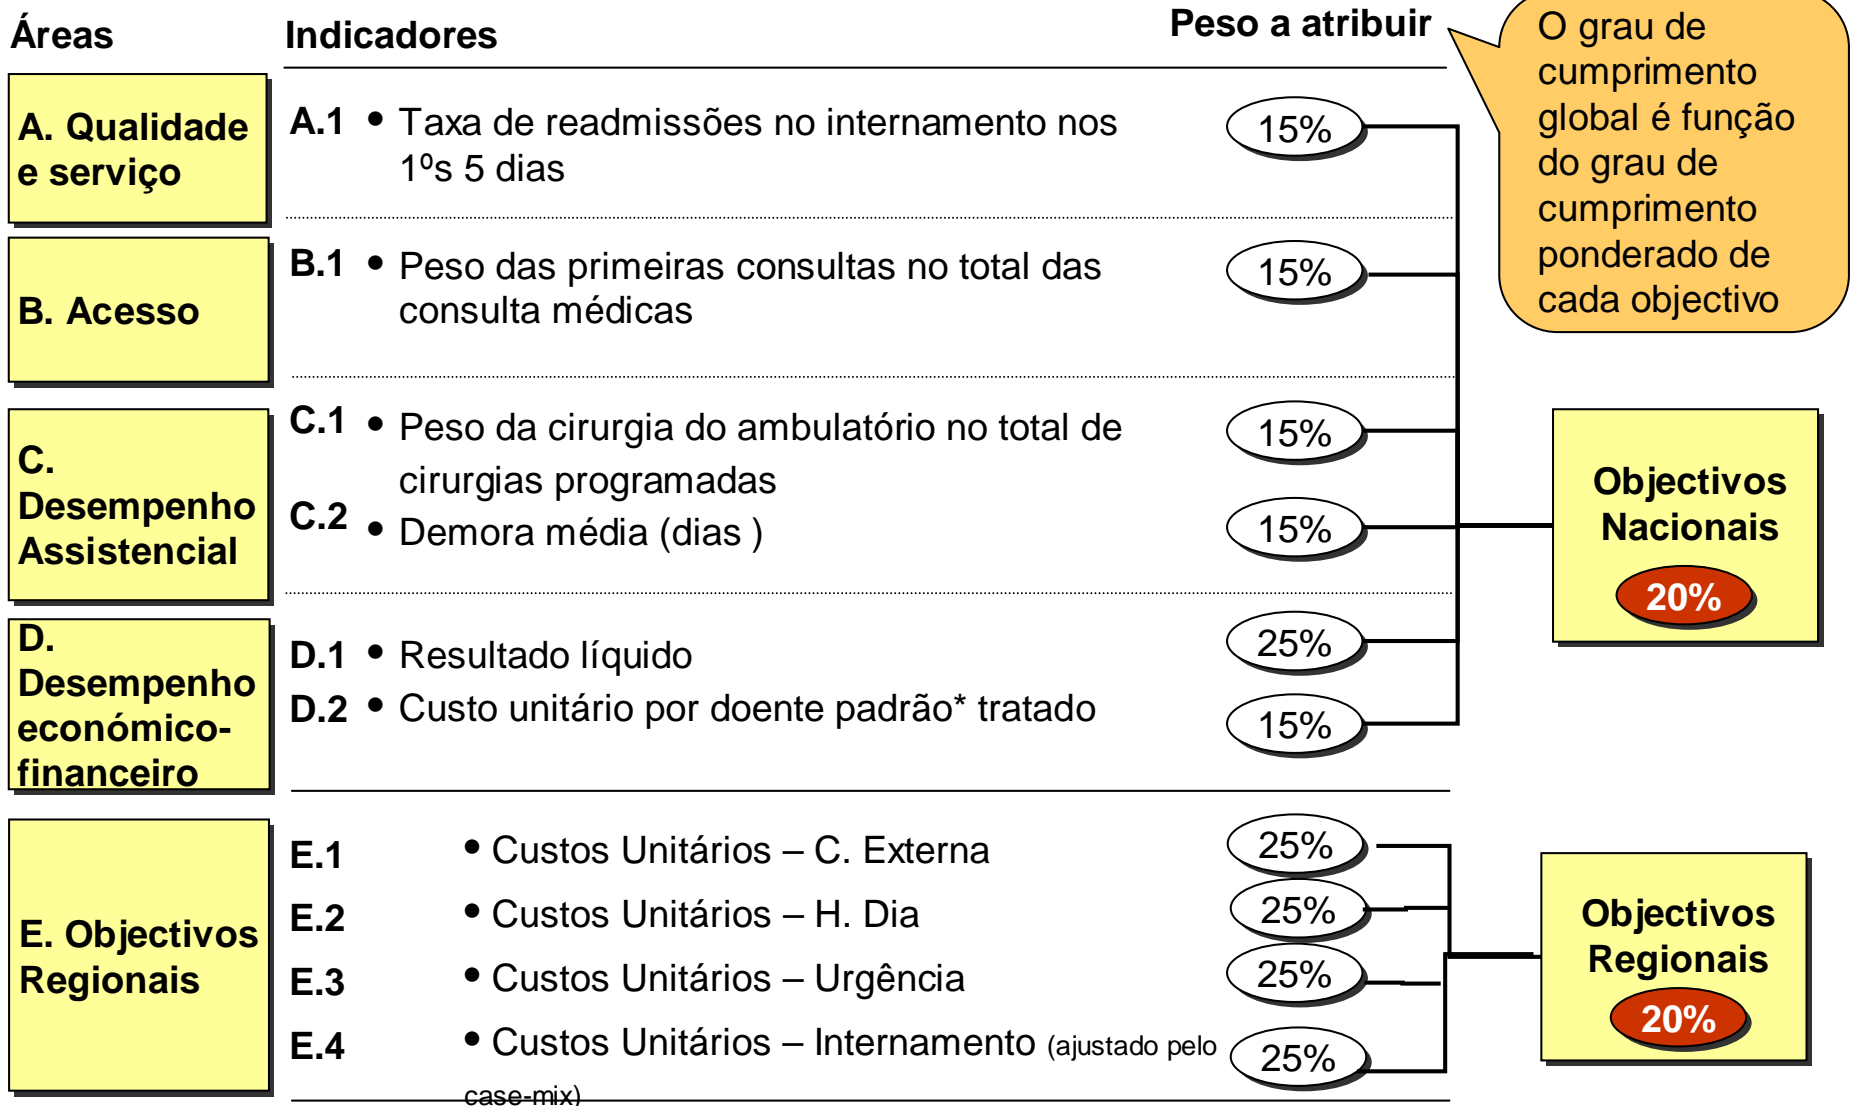 Áreas
Indicadores
Peso a atribuir
O grau de
cumprimento
global é função
do grau de
cumprimento
ponderado de
cada objectivo
A. Qualidade
e serviço
A.1 • Taxa de readmissões no internamento nos
1ºs 5 dias
15%
B. Acesso
B.1 • Peso das primeiras consultas no total das
consulta médicas
15%
C.
Desempenho
Assistencial
C.1 • Peso da cirurgia do ambulatório no total de
cirurgias programadas
15%
C.2 • Demora média (dias )
15%
D.
Desempenho
económico-
financeiro
D.1 • Resultado líquido
25%
D.2 • Custo unitário por doente padrão* tratado
15%
Objectivos
Nacionais
20%
E. Objectivos
Regionais
E.1 • Custos Unitários – C. Externa
25%
E.2 • Custos Unitários – H. Dia
25%
E.3 • Custos Unitários – Urgência
25%
E.4 • Custos Unitários – Internamento (ajustado pelo
case-mix)
25%
Objectivos
Regionais
20%